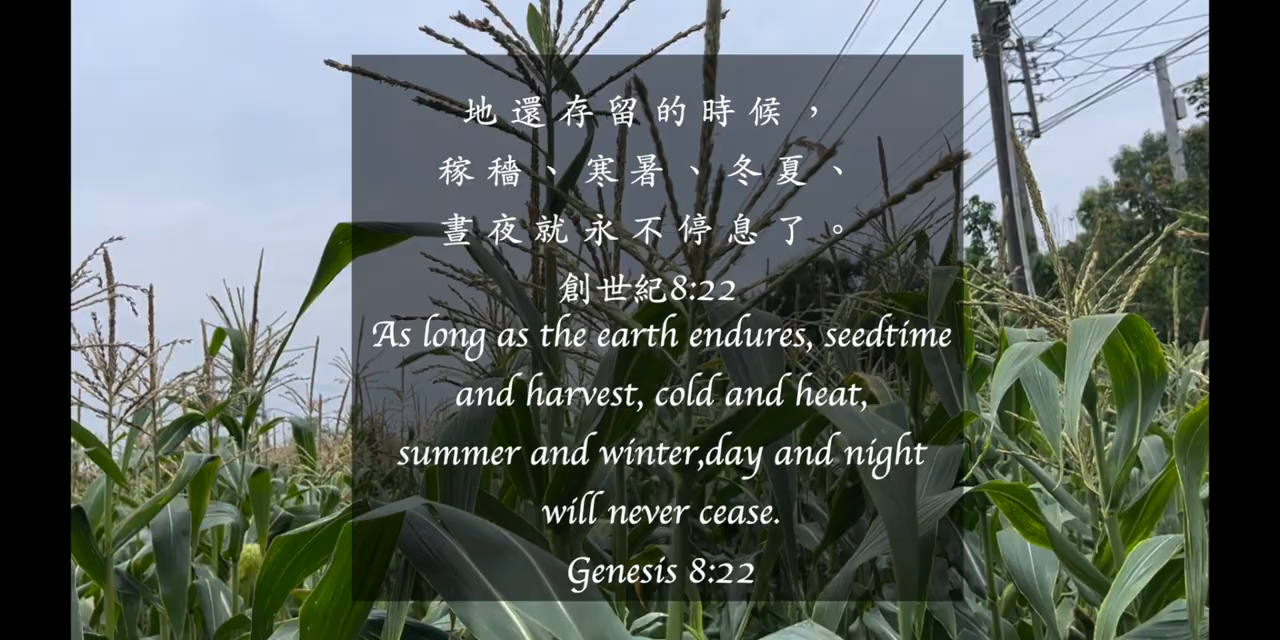 地還存留的時候，
稼穡、寒暑、冬夏、
晝夜就永不停息了。
創世紀8:22
As long as the earth endures, seedtime
and harvest, cold and heat,
summer and winter,day and night
will never cease.
Genesis 8:22